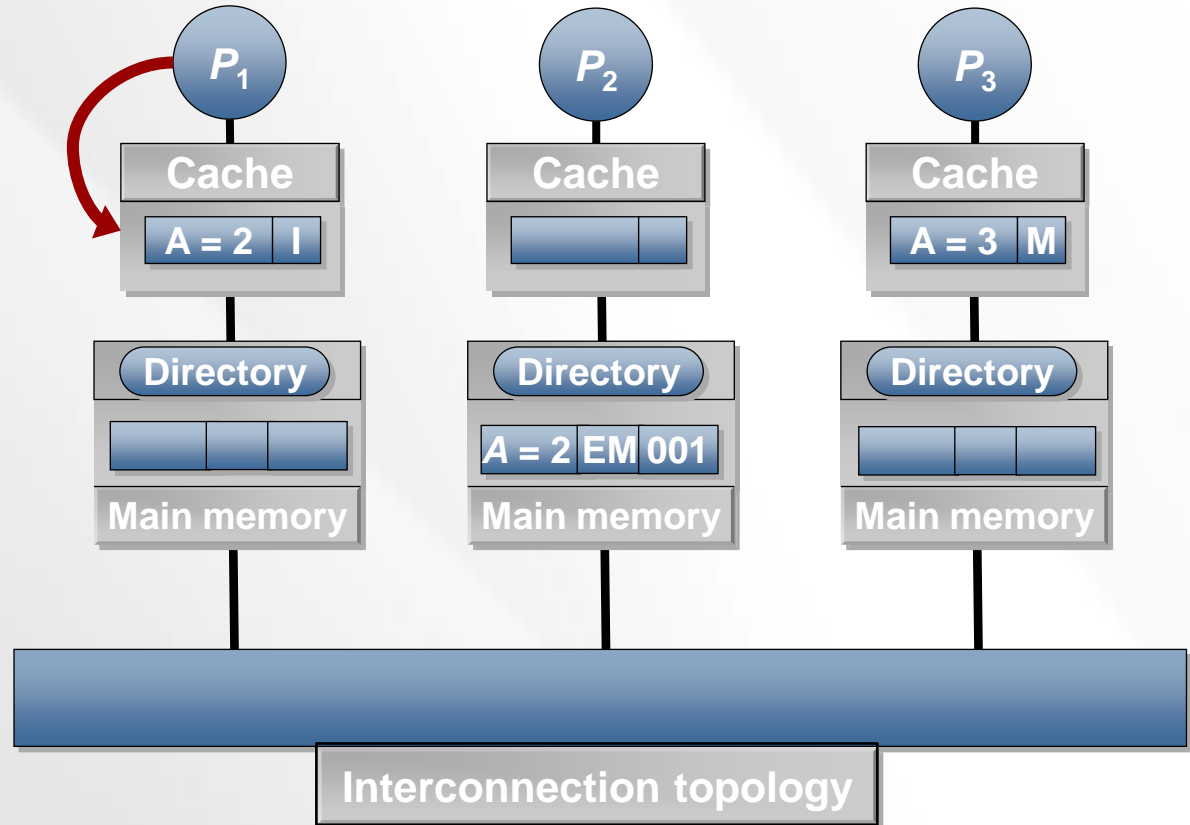 P1 P2 P3
Cache Cache Cache
A = 2 I A = 3 M
Directory Directory Directory
A = 2 EM 001
Main memory Main memory Main memory
Interconnection topology